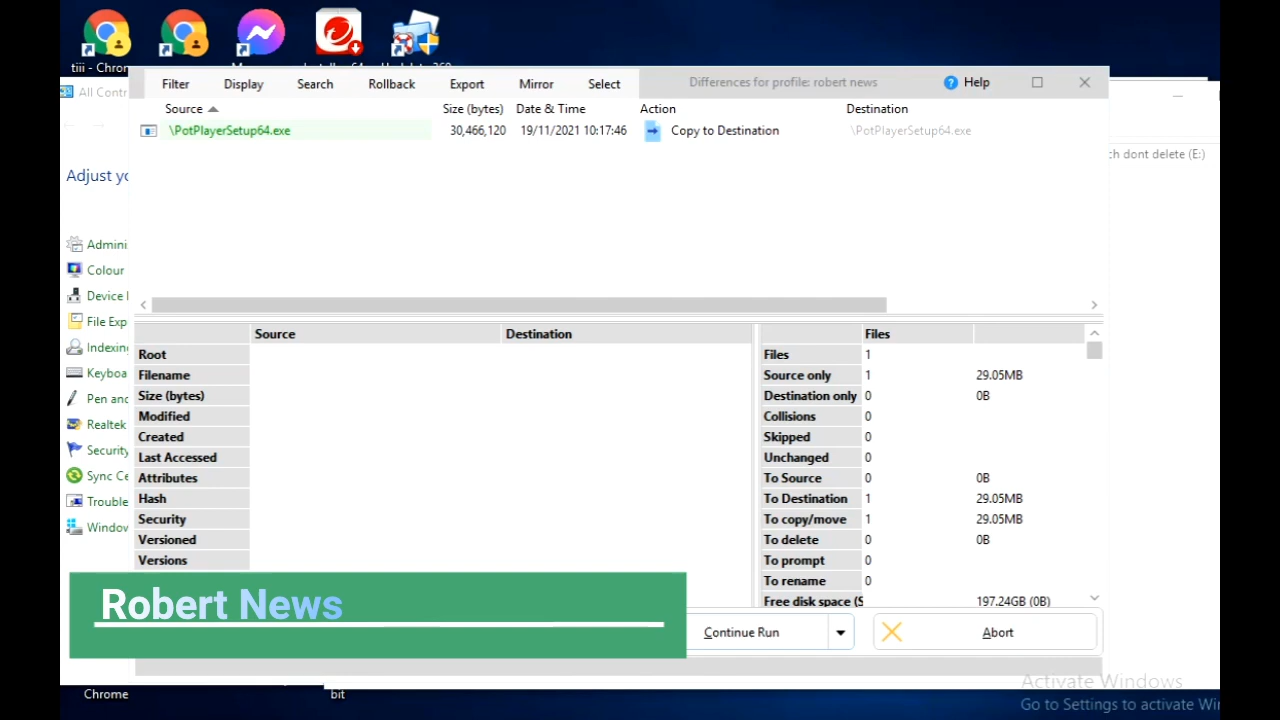 tiii - Chron
All Contr
Filter Display Search Rollback Export Mirror Select Differences for profile: robert news Help
Source Size (bytes) Date & Time Action Destination
\PotPlayerSetup64.exe 30,466,120 19/11/2021 10:17:46 Copy to Destination \PotPlayerSetup64.exe
ch dont delete (E:)
Adjust yo
Admini
Colour
Device
File Exp
Indexing
Keyboa
Pen and
Realtek
Security
Sync Ce
Trouble
Window
Source Destination
Root
Filename
Size (bytes)
Modified
Created
Last Accessed
Attributes
Hash
Security
Versioned
Versions
Files
Files 1
Source only 1 29.05MB
Destination only 0 0B
Collisions 0
Skipped 0
Unchanged 0
To Source 0 0B
To Destination 1 29.05MB
To copy/move 1 29.05MB
To delete 0 0B
To prompt 0
To rename 0
Free disk space (S 197.24GB (0B)
Robert News
Continue Run Abort
Activate Windows
Go to Settings to activate Wi
Chrome bit